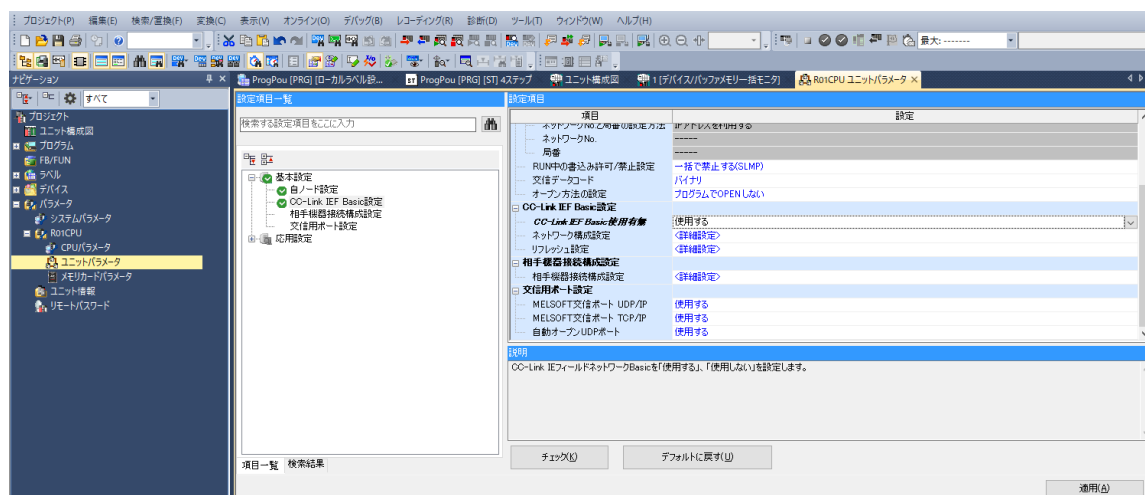 プロジェクト(P) 編集(E) 検索/置換(F) 変換(C) 表示(V) オンライン(O) デバッグ(B) レコーディング(R) 診断(D) ツール(T) ウィンドウ(W) ヘルプ(H)
最大: -------
ナビゲーション
ProgPou [PRG] [ローカルラベル設...
ProgPou [PRG] [ST] 4ステップ
ユニット構成図
1 [デバイス/バッファメモリ一括モニタ]
R01CPU ユニットパラメータ
すべて
プロジェクト
ユニット構成図
プログラム
FB/FUN
ラベル
デバイス
パラメータ
システムパラメータ
R01CPU
CPUパラメータ
ユニットパラメータ
メモリカードパラメータ
ユニット情報
リモートパスワード
設定項目一覧
検索する設定項目をここに入力
基本設定
自ノード設定
CC-Link IEF Basic設定
相手機器接続構成設定
交信用ポート設定
応用設定
項目一覧 検索結果
設定項目
項目 設定
ネットワークNo.と局番の設定方法 IPアドレスを利用する
ネットワークNo. -----
局番 -----
RUN中の書込み許可/禁止設定 一括で禁止する(SLMP)
交信データコード バイナリ
オープン方法の設定 プログラムでOPENしない
CC-Link IEF Basic設定
CC-Link IEF Basic使用有無 使用する
ネットワーク構成設定 <詳細設定>
リフレッシュ設定 <詳細設定>
相手機器接続構成設定
相手機器接続構成設定 <詳細設定>
交信用ポート設定
MELSOFT交信ポート UDP/IP 使用する
MELSOFT交信ポート TCP/IP 使用する
自動オープンUDPポート 使用する
説明
CC-Link IEフィールドネットワークBasicを「使用する」、「使用しない」を設定します。
チェック(K) デフォルトに戻す(U)
適用(A)